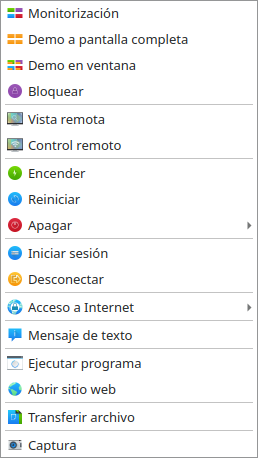 Monitorización
Demo a pantalla completa
Demo en ventana
Bloquear
Vista remota
Control remoto
Encender
Reiniciar
Apagar
Iniciar sesión
Desconectar
Acceso a Internet
Mensaje de texto
Ejecutar programa
Abrir sitio web
Transferir archivo
Captura